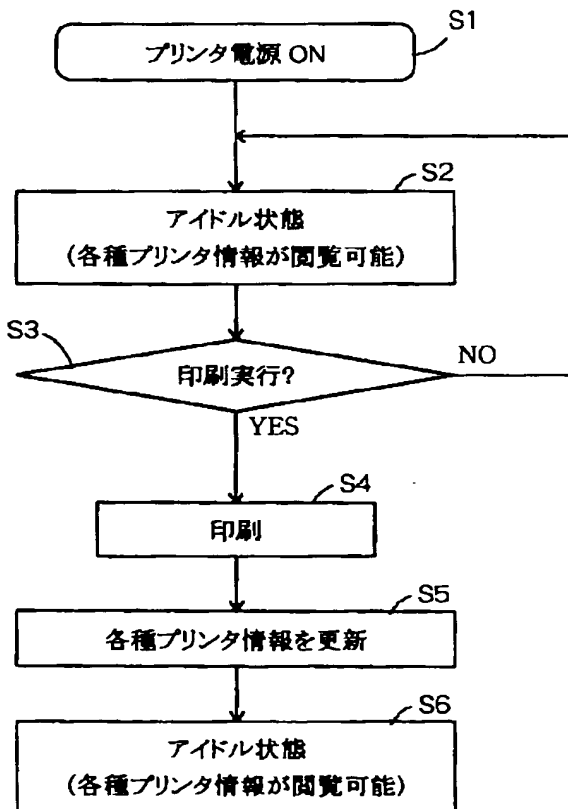 S1
プリンタ電源 ON
S2
アイドル状態
(各種プリンタ情報が閲覧可能)
S3
印刷実行?
NO
YES
S4
印刷
S5
各種プリンタ情報を更新
S6
アイドル状態
(各種プリンタ情報が閲覧可能)